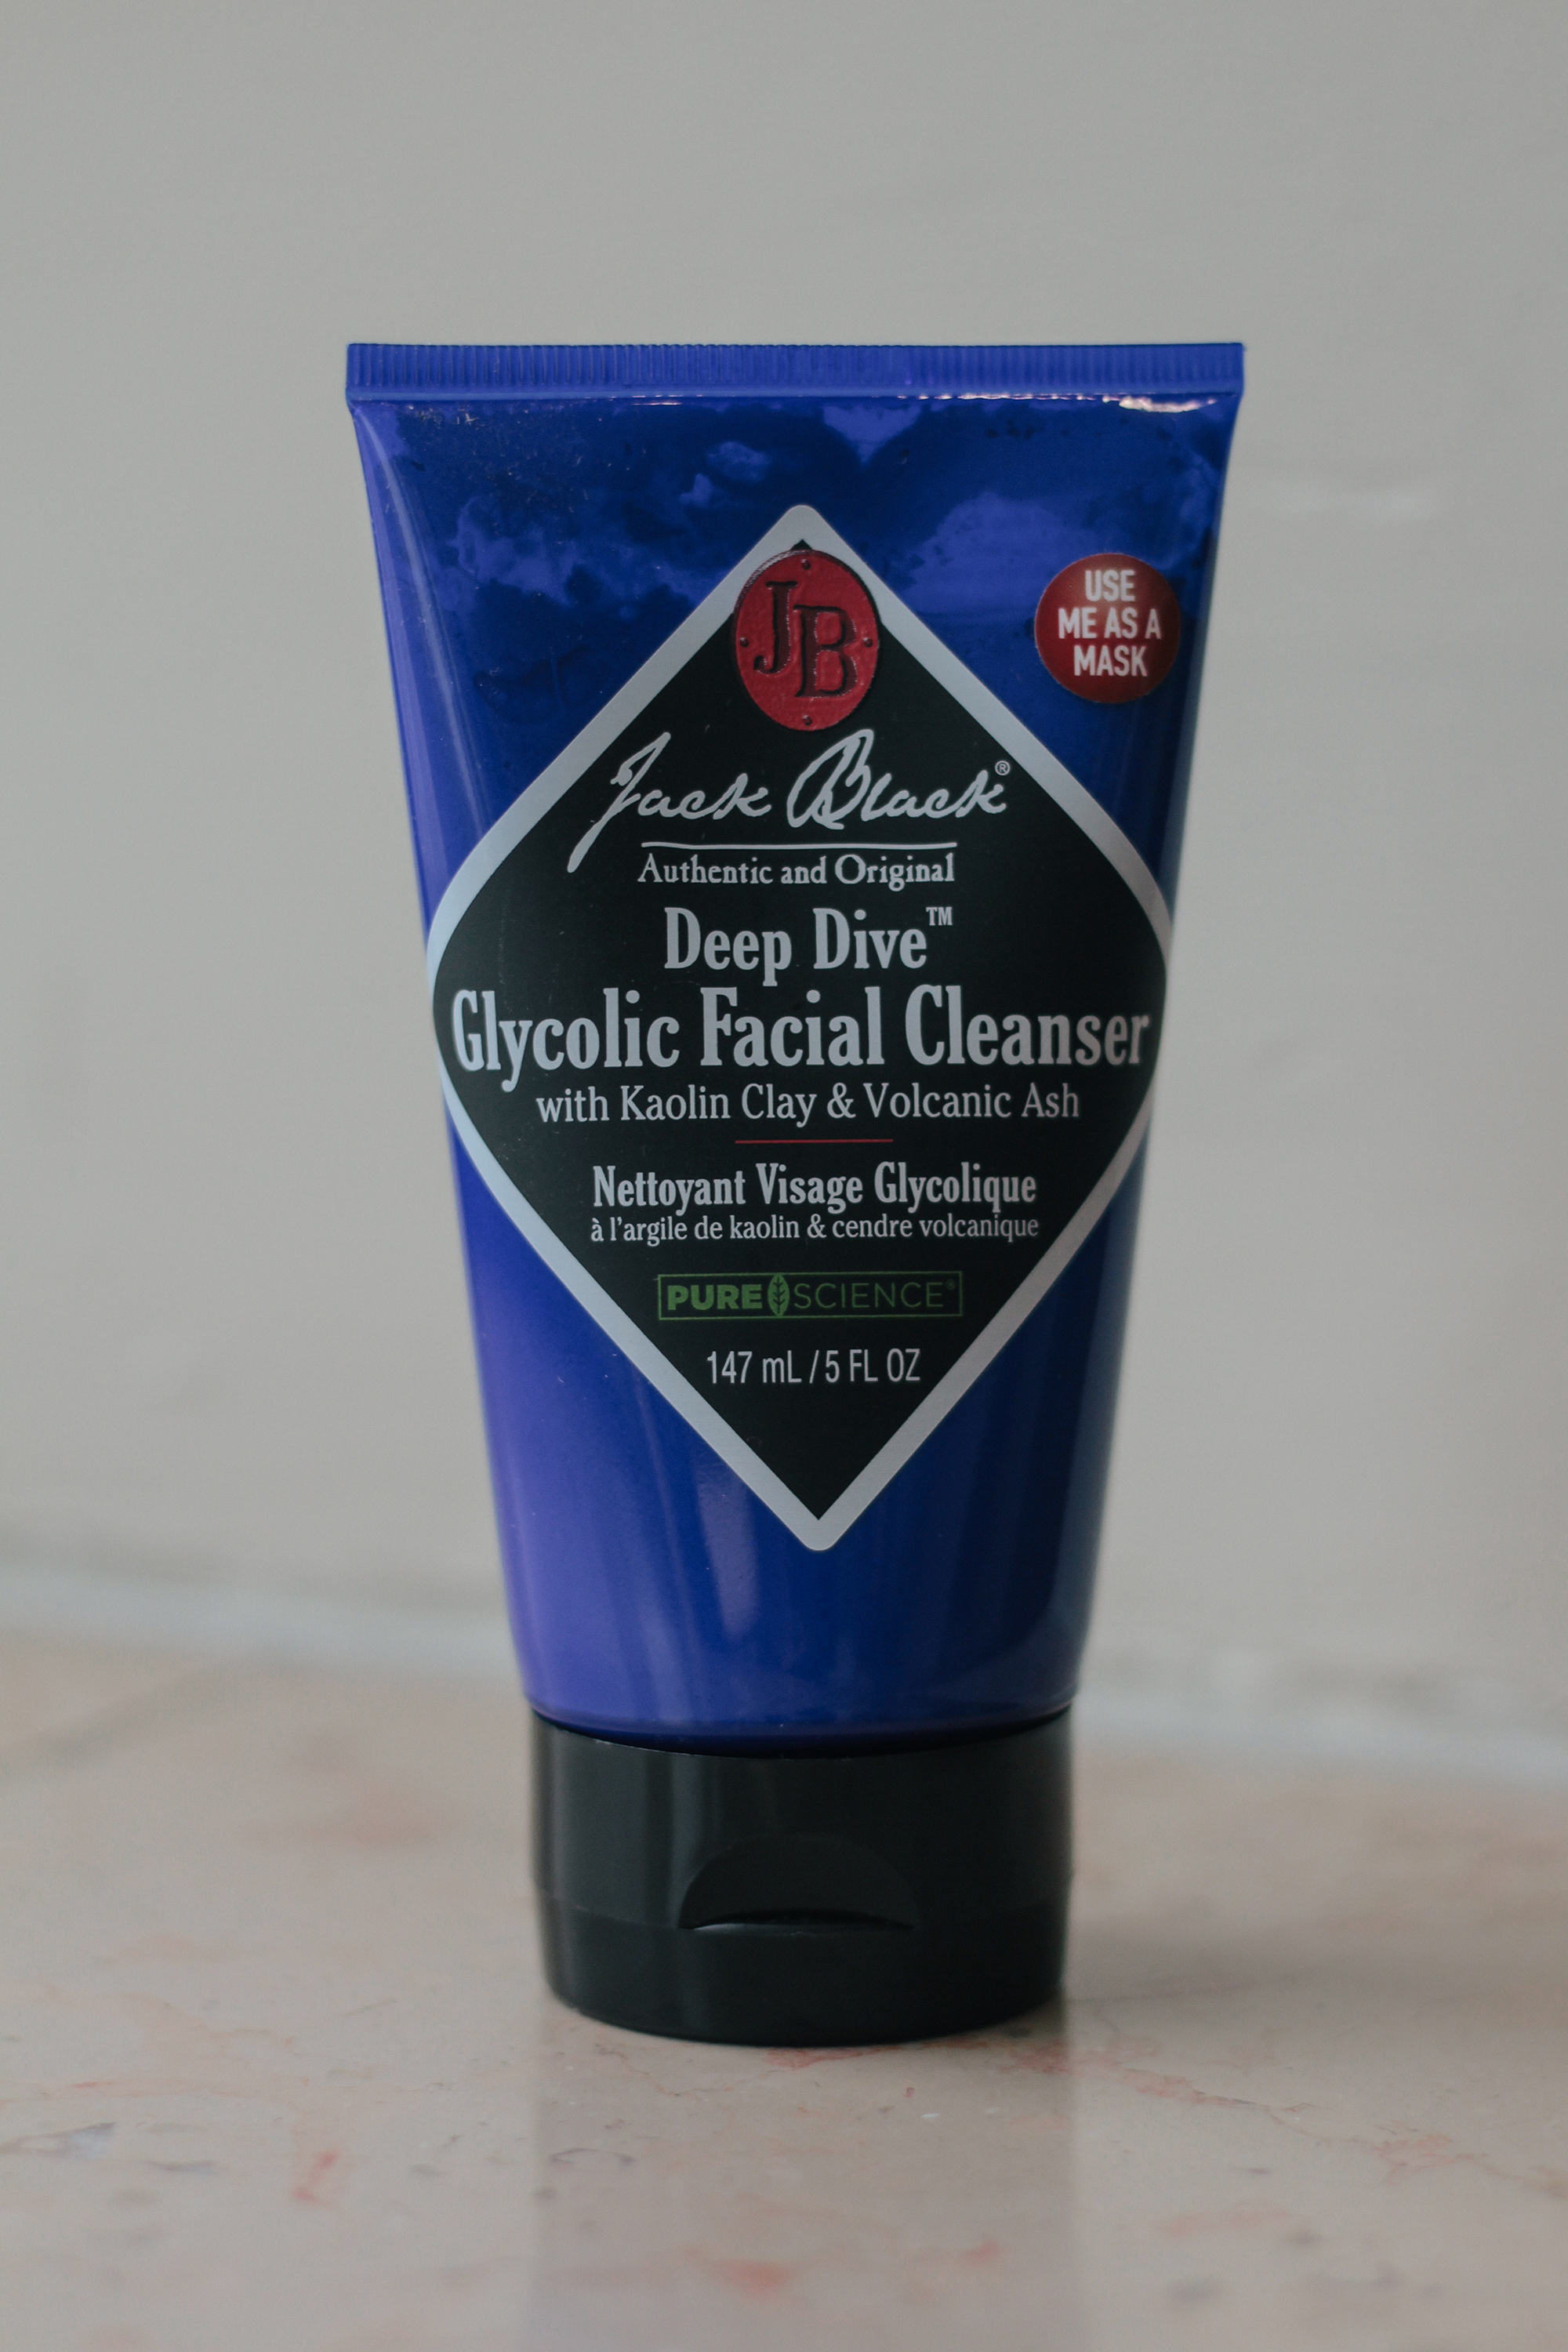 JB
USE
ME AS A
MASK
Jack Black®
Authentic and Original
Deep Dive™
Glycolic Facial Cleanser
with Kaolin Clay & Volcanic Ash
Nettoyant Visage Glycolique
à l'argile de kaolin & cendre volcanique
PURE SCIENCE®
147 mL / 5 FL OZ